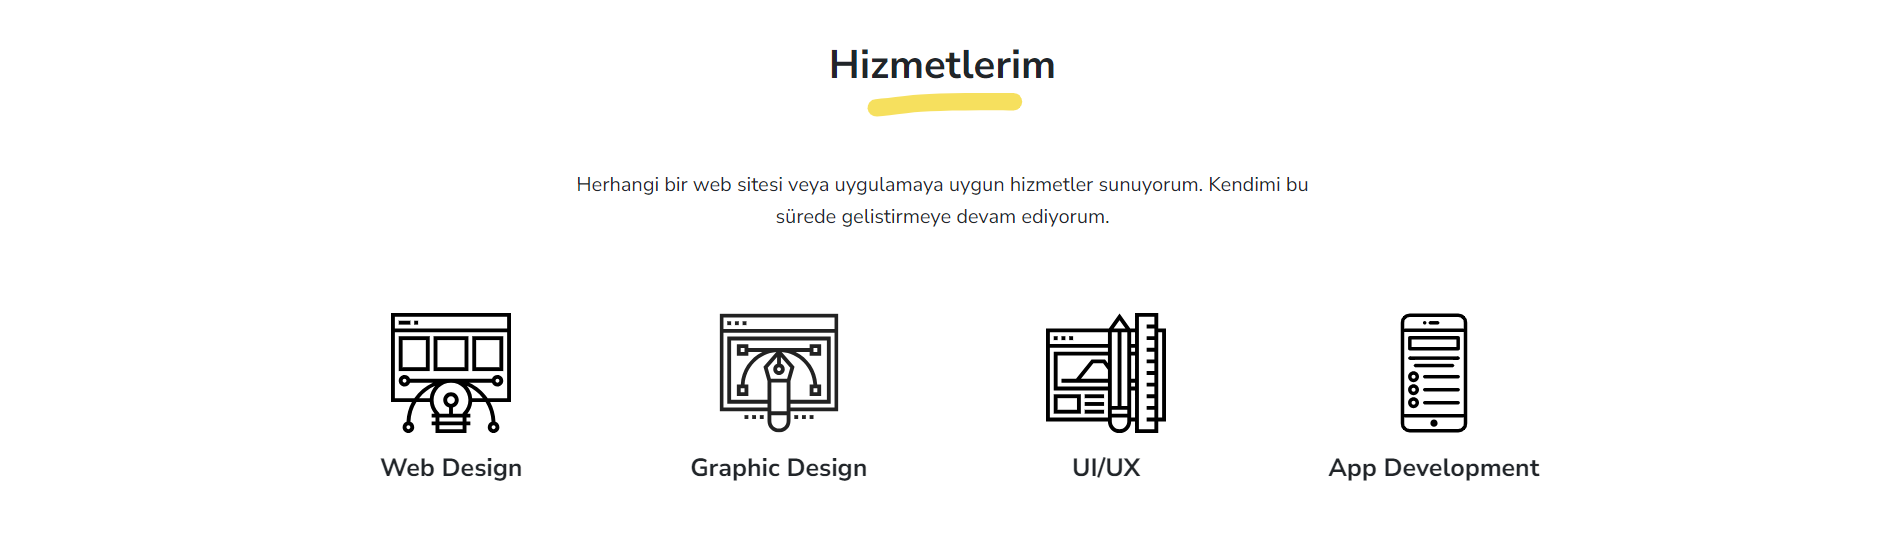 Hizmetlerim
Herhangi bir web sitesi veya uygulamaya uygun hizmetler sunuyorum. Kendimi bu
sürede gelistirmeye devam ediyorum.
Web Design
Graphic Design
UI/UX
App Development